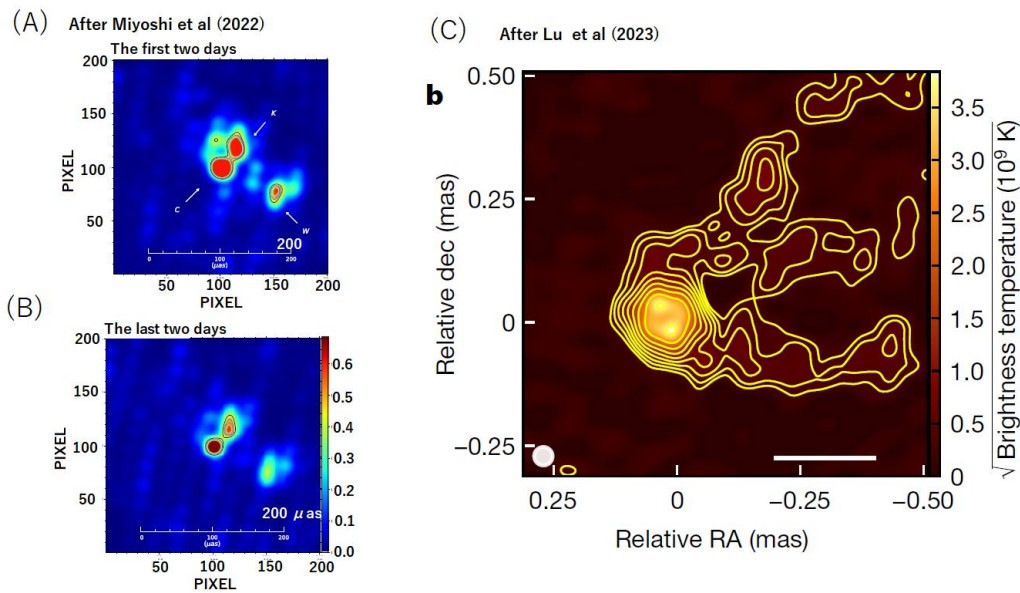 (A) After Miyoshi et al (2022)
The first two days
200
150
100
50
PIXEL
K
C
W
200
0 100 200
(μas)
50 100 150 200
PIXEL
(B)
The last two days
200
150
100
50
PIXEL
200 μas
0 100 200
(μas)
50 100 150 200
PIXEL
0.6
0.5
0.4
0.3
0.2
0.1
0.0
(C) After Lu et al (2023)
b
0.50
0.25
0
−0.25
Relative dec (mas)
0.25 0 −0.25 −0.50
Relative RA (mas)
3.5
3.0
2.5
2.0
1.5
1.0
0.5
0
√Brightness temperature (10⁹ K)